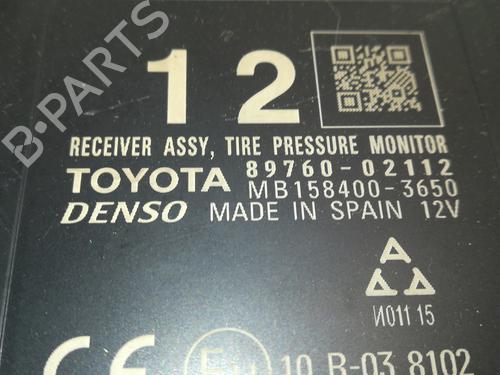 12
RECEIVER ASSY, TIRE PRESSURE MONITOR
TOYOTA 89760-02112
MB158400-3650
DENSO MADE IN SPAIN 12V
И011 15
CE E 10 R-03 8102
B-PARTS